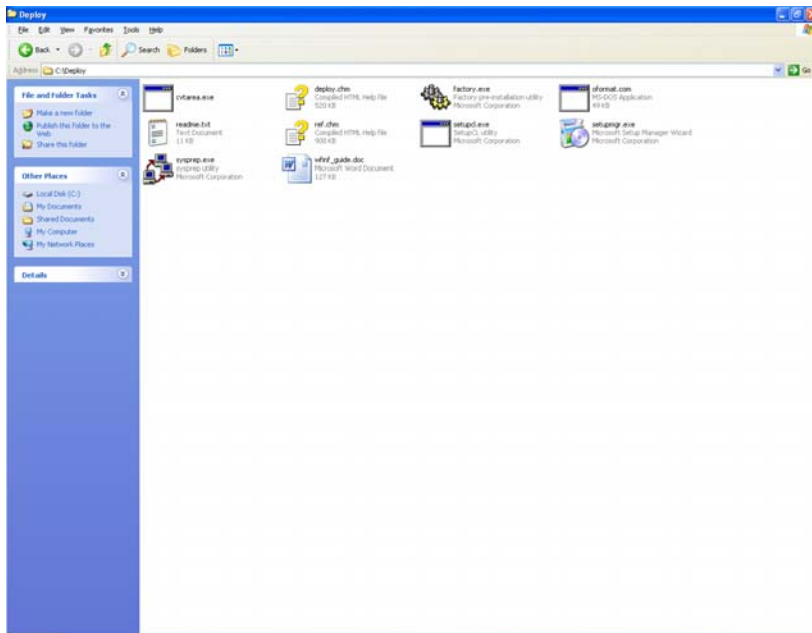 Deploy
File Edit View Favorites Tools Help
Back Search Folders
Address C:\Deploy Go
File and Folder Tasks
Make a new folder
Publish this folder to the Web
Share this folder
Other Places
Local Disk (C:)
My Documents
Shared Documents
My Computer
My Network Places
Details
cvtarea.exe
deploy.chm
Compiled HTML Help File
520 KB
factory.exe
Factory pre-installation utility
Microsoft Corporation
oformat.com
MS-DOS Application
49 KB
readme.txt
Text Document
11 KB
ref.chm
Compiled HTML Help File
900 KB
setupcl.exe
SetupCL utility
Microsoft Corporation
setupmgr.exe
Microsoft Setup Manager Wizard
Microsoft Corporation
sysprep.exe
sysprep utility
Microsoft Corporation
Microsoft Word Document
127 KB